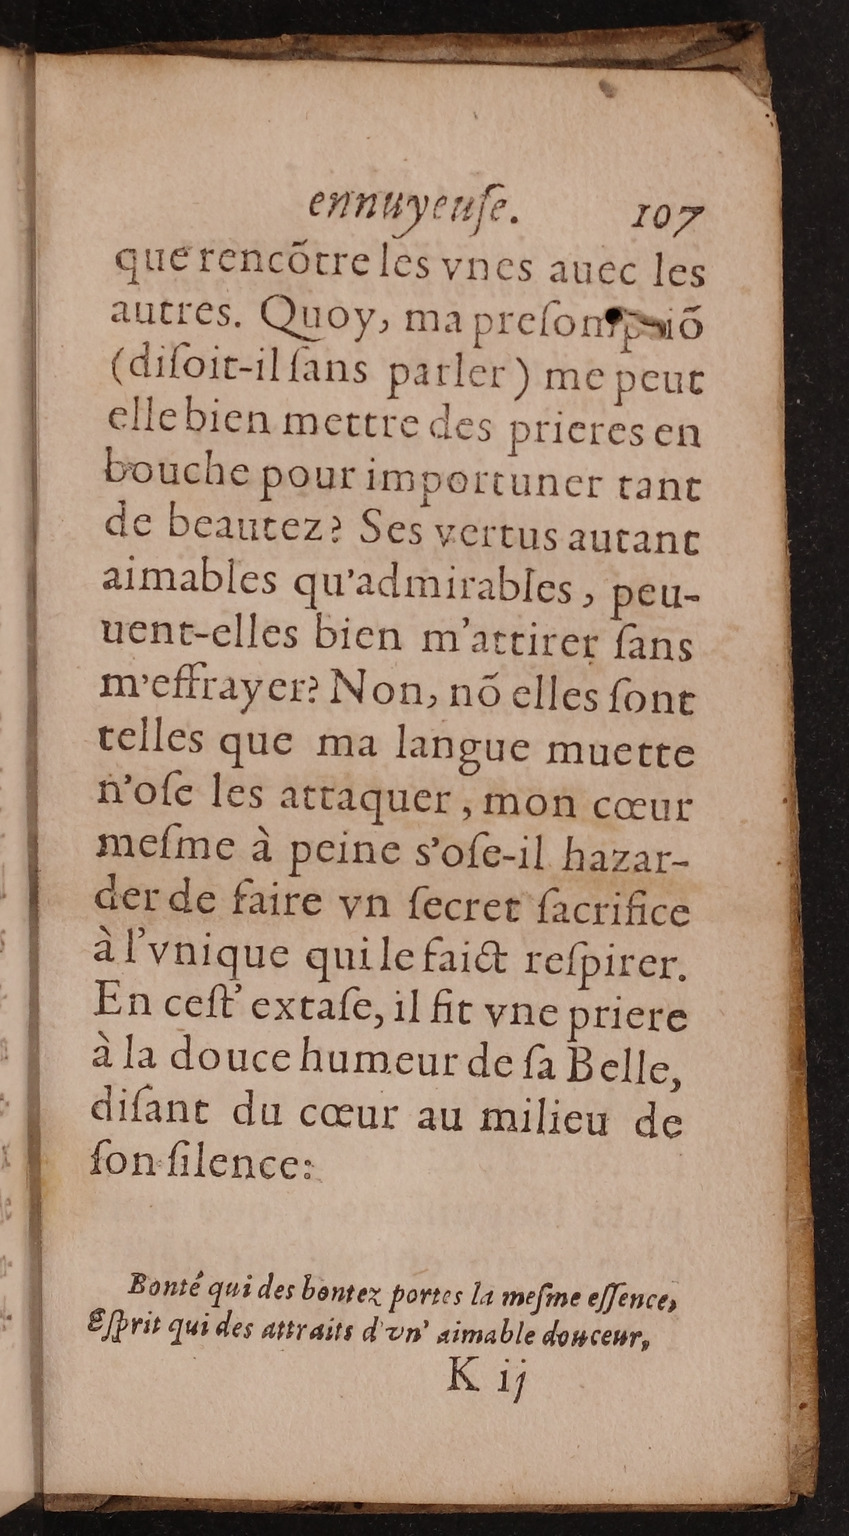 ennuyeuſe. 107
que rencõtre les vnes auec les
autres. Quoy, ma
(diſoit-il ſans parler) me peut
elle bien mettre des prieres en
bouche pour importuner tant
de beautez? Ses vertus autant
aimables qu'admirables, peu-
uent-elles bien m'attirer ſans
m'effrayer? Non, nõ elles ſont
telles que ma langue muette
n'oſe les attaquer, mon cœur
meſme à peine s'oſe-il hazar-
der de faire vn ſecret ſacrifice
à l'vnique qui le faict reſpirer.
En ceſt' extaſe, il fit vne priere
à la douce humeur de ſa Belle,
diſant du cœur au milieu de
ſon ſilence:
Bonté qui des bontez portes la meſme eſſence,
Eſprit qui des attraits d'vn' aimable douceur,
K ij